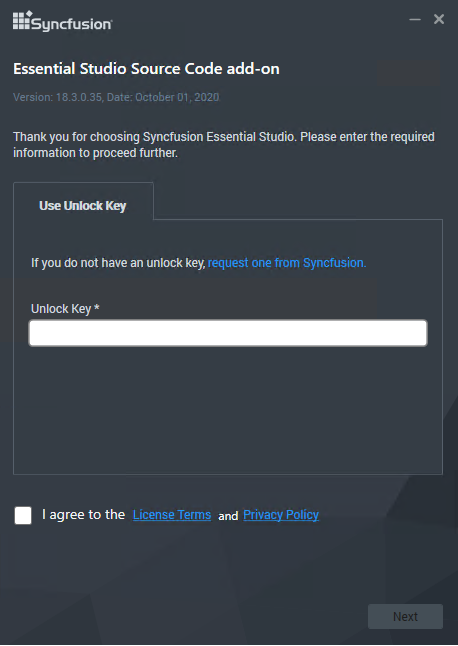 Syncfusion
Essential Studio Source Code add-on
Version: 18.3.0.35, Date: October 01, 2020
Thank you for choosing Syncfusion Essential Studio. Please enter the required
information to proceed further.
Use Unlock Key
If you do not have an unlock key, request one from Syncfusion.
Unlock Key *
I agree to the License Terms and Privacy Policy
Next